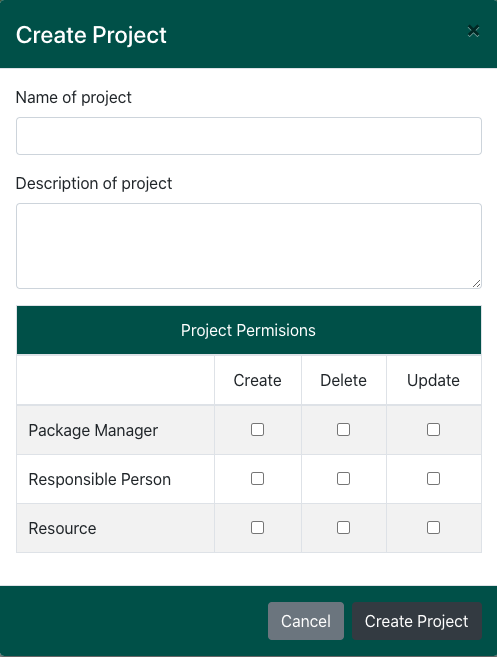 Create Project
×
Name of project
Description of project
Project Permisions
Create Delete Update
Package Manager
Responsible Person
Resource
Cancel Create Project